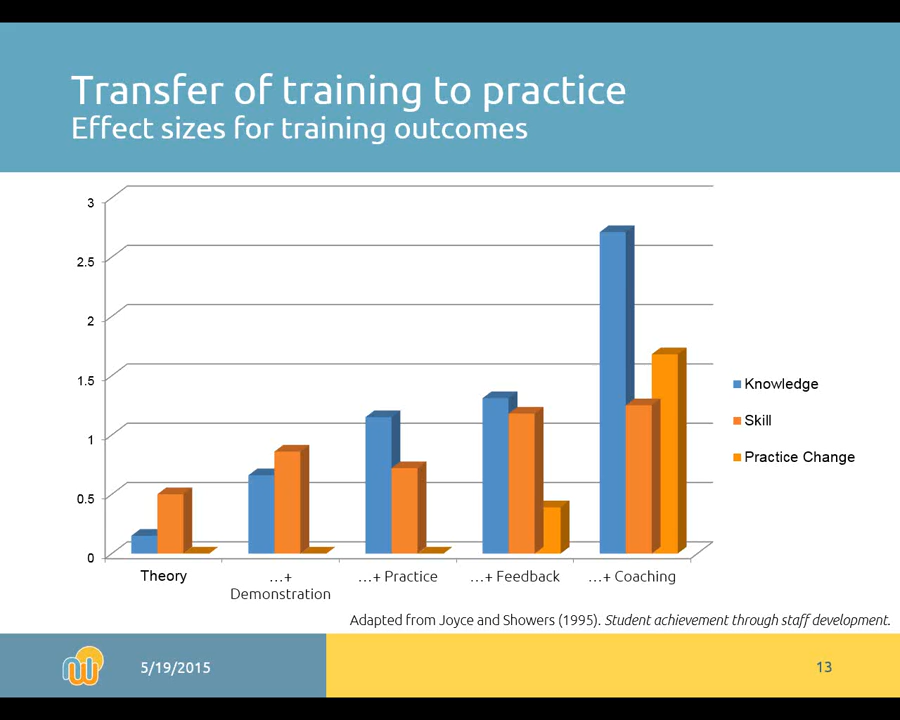 Transfer of training to practice
Effect sizes for training outcomes
3
2.5
2
1.5
1
0.5
0
Theory
…+ Demonstration
…+ Practice
…+ Feedback
…+ Coaching
Knowledge
Skill
Practice Change
Adapted from Joyce and Showers (1995). Student achievement through staff development.
5/19/2015
13